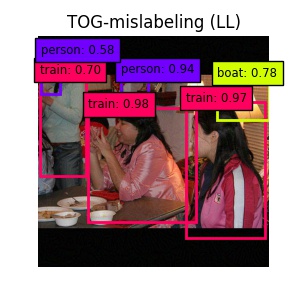 TOG-mislabeling (LL)
person: 0.58
train: 0.70
person: 0.94
boat: 0.78
train: 0.98
train: 0.97